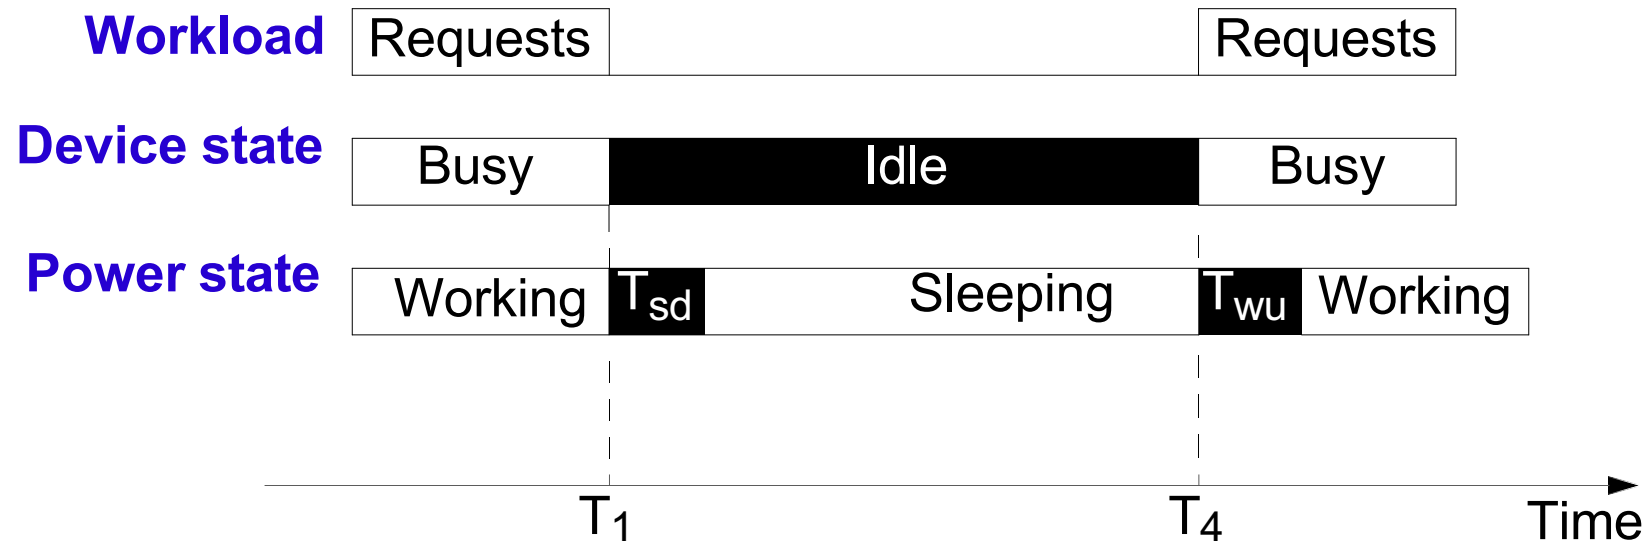 Workload Requests Requests
Device state Busy Idle Busy
Power state Working Tsd Sleeping Twu Working
T1 T4 Time